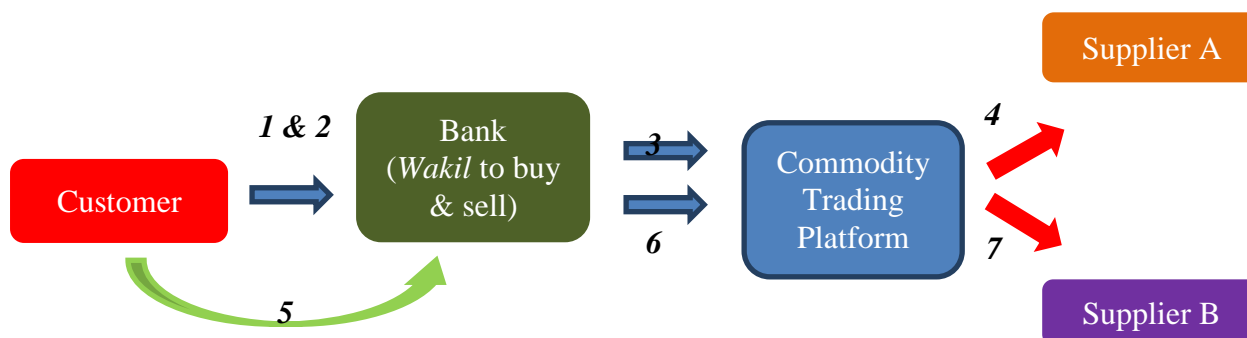 Supplier A
1 & 2
4
Bank
(Wakil to buy
& sell)
3
Commodity
Trading
Platform
Customer
6
7
5
Supplier B